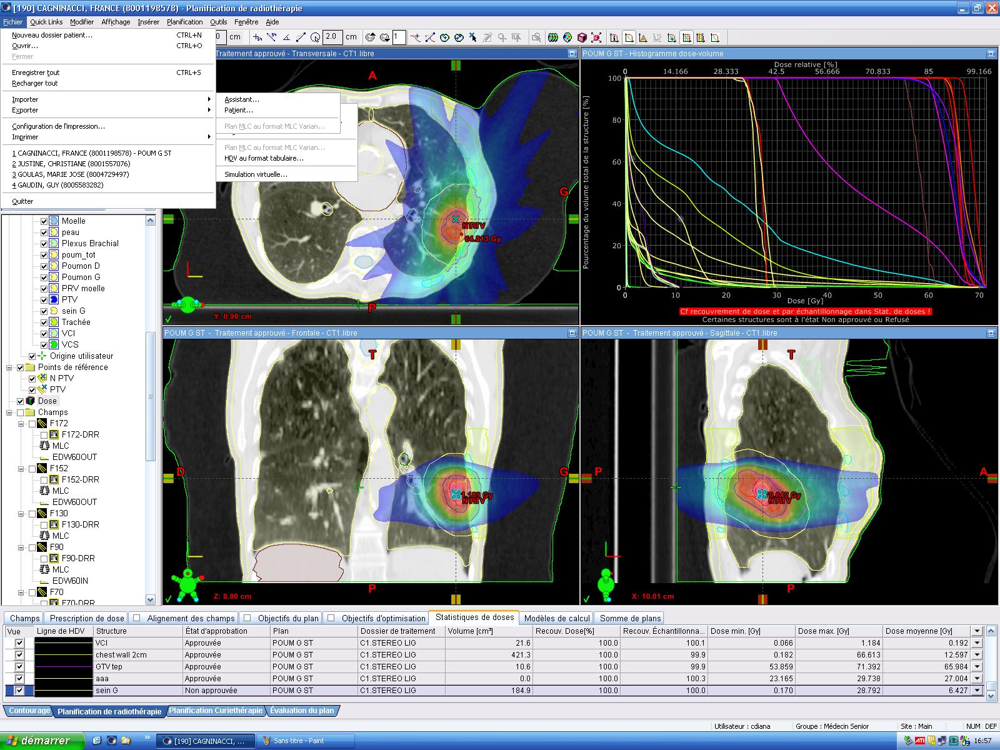 [190] CAGNINACCI, FRANCE (8001198578) - Planification de radiothérapie
Fichier Quick Links Modifier Affichage Insérer Planification Outils Fenêtre Aide
Nouveau dossier patient... CTRL+N
Ouvrir... CTRL+O
Fermer
Enregistrer tout CTRL+S
Recharger tout
Importer
Exporter
Configuration de l'impression...
Imprimer
1 CAGNINACCI, FRANCE (8001198578) - POUM G ST
2 JUSTINE, CHRISTIANE (8001557076)
3 GOULAS, MARIE JOSE (8004729497)
4 GAUDIN, GUY (8005583282)
Quitter
Assistant...
Patient...
Plan MLC au format MLC Varian...
Plan MLC au format MLC Varian...
HDV au format tabulaire...
Simulation virtuelle...
0 cm 2.0 cm 1
Traitement approuvé - Transversale - CT1.libre
A
G
N PTV
64.813 Gy
P
Y: 0.90 cm
POUM G ST - Histogramme dose-volume
Dose relative [%]
0 14.166 28.333 42.5 56.666 70.833 85 99.166
Pourcentage du volume total de la structure [%]
100
80
60
40
20
0
0 10 20 30 40 50 60 70
Dose [Gy]
Cf recouvrement de dose et par échantillonnage dans Stat. de doses !
Certaines structures sont à l'état Non approuvé ou Refusé
Moelle
peau
Plexus Brachial
poum_tot
Poumon D
Poumon G
PRV moelle
PTV
sein G
Trachée
VCI
VCS
Origine utilisateur
Points de référence
N PTV
PTV
Dose
Champs
F172
F172-DRR
MLC
EDW60OUT
F152
F152-DRR
MLC
EDW60OUT
F130
F130-DRR
MLC
F90
F90-DRR
MLC
EDW60IN
F70
F70-DRR
POUM G ST - Traitement approuvé - Frontale - CT1.libre
T
D
G
P
Z: 8.80 cm
POUM G ST - Traitement approuvé - Sagittale - CT1.libre
T
P
A
P
X: 10.01 cm
Champs Prescription de dose Alignement des champs Objectifs du plan Objectifs d'optimisation Statistiques de doses Modèles de calcul Somme de plans
Vue Ligne de HDV Structure État d'approbation Plan Dossier de traitement Volume [cm³] Recouv. Dose[%] Recouv. Échantillonna... Dose min. [Gy] Dose max. [Gy] Dose moyenne [Gy]
VCI Approuvée POUM G ST C1.STEREO LIG 21.6 100.0 100.1 0.066 1.184 0.192
chest wall 2cm Approuvée POUM G ST C1.STEREO LIG 421.3 100.0 99.9 0.182 66.613 12.597
GTV tep Approuvée POUM G ST C1.STEREO LIG 10.6 100.0 99.9 53.859 71.392 65.984
aaa Approuvée POUM G ST C1.STEREO LIG 0.0 100.0 100.3 23.165 29.738 27.004
sein G Non approuvée POUM G ST C1.STEREO LIG 184.9 100.0 100.0 0.170 28.792 6.427
Contourage Planification de radiothérapie Planification Curiethérapie Évaluation du plan
Utilisateur : cdiana Groupe : Médecin Senior Site : Main NUM DEF
démarrer » [190] CAGNINACCI, ... Sans titre - Paint ATI 16:57